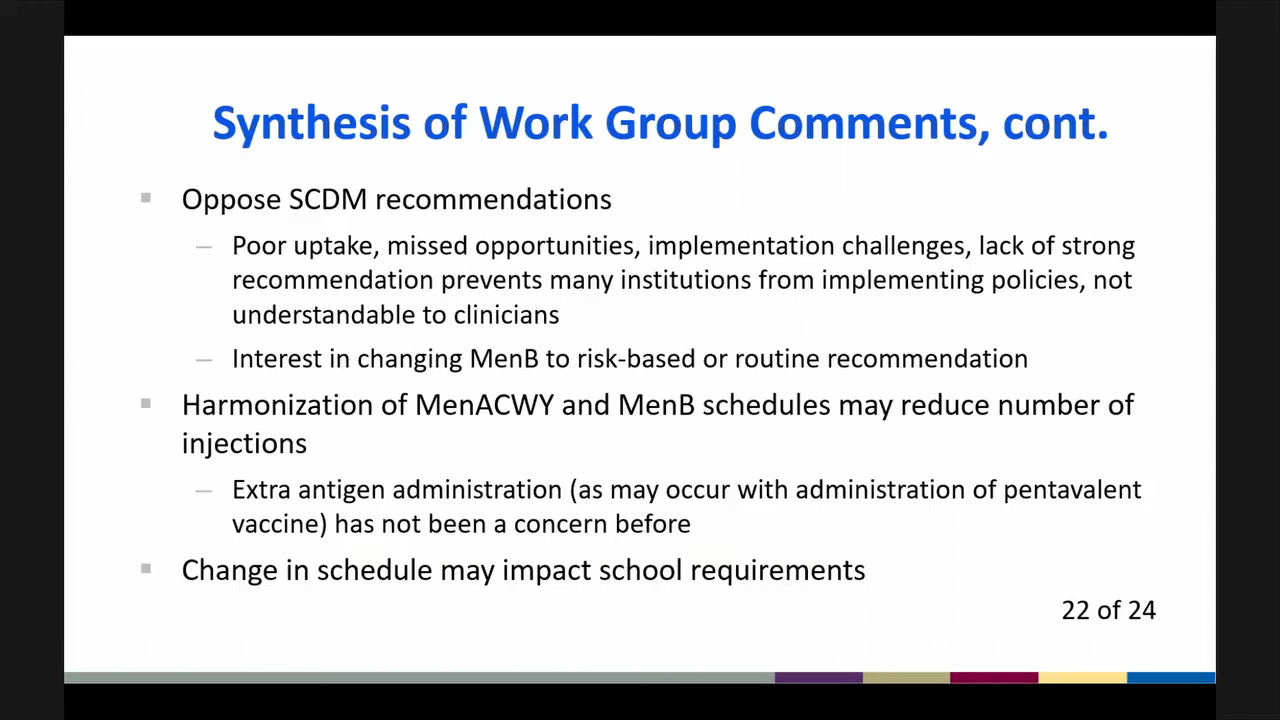 Synthesis of Work Group Comments, cont.
Oppose SCDM recommendations
Poor uptake, missed opportunities, implementation challenges, lack of strong
recommendation prevents many institutions from implementing policies, not
understandable to clinicians
Interest in changing MenB to risk-based or routine recommendation
Harmonization of MenACWY and MenB schedules may reduce number of
injections
Extra antigen administration (as may occur with administration of pentavalent
vaccine) has not been a concern before
Change in schedule may impact school requirements
22 of 24